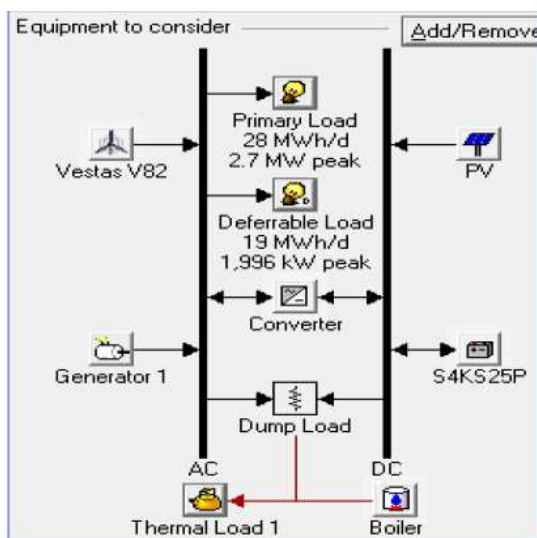 Equipment to consider
Add/Remove
Primary Load
28 MWh/d
2.7 MW peak
Vestas V82
PV
Deferrable Load
19 MWh/d
1,996 kW peak
Converter
Generator 1
S4KS25P
Dump Load
AC
DC
Thermal Load 1
Boiler